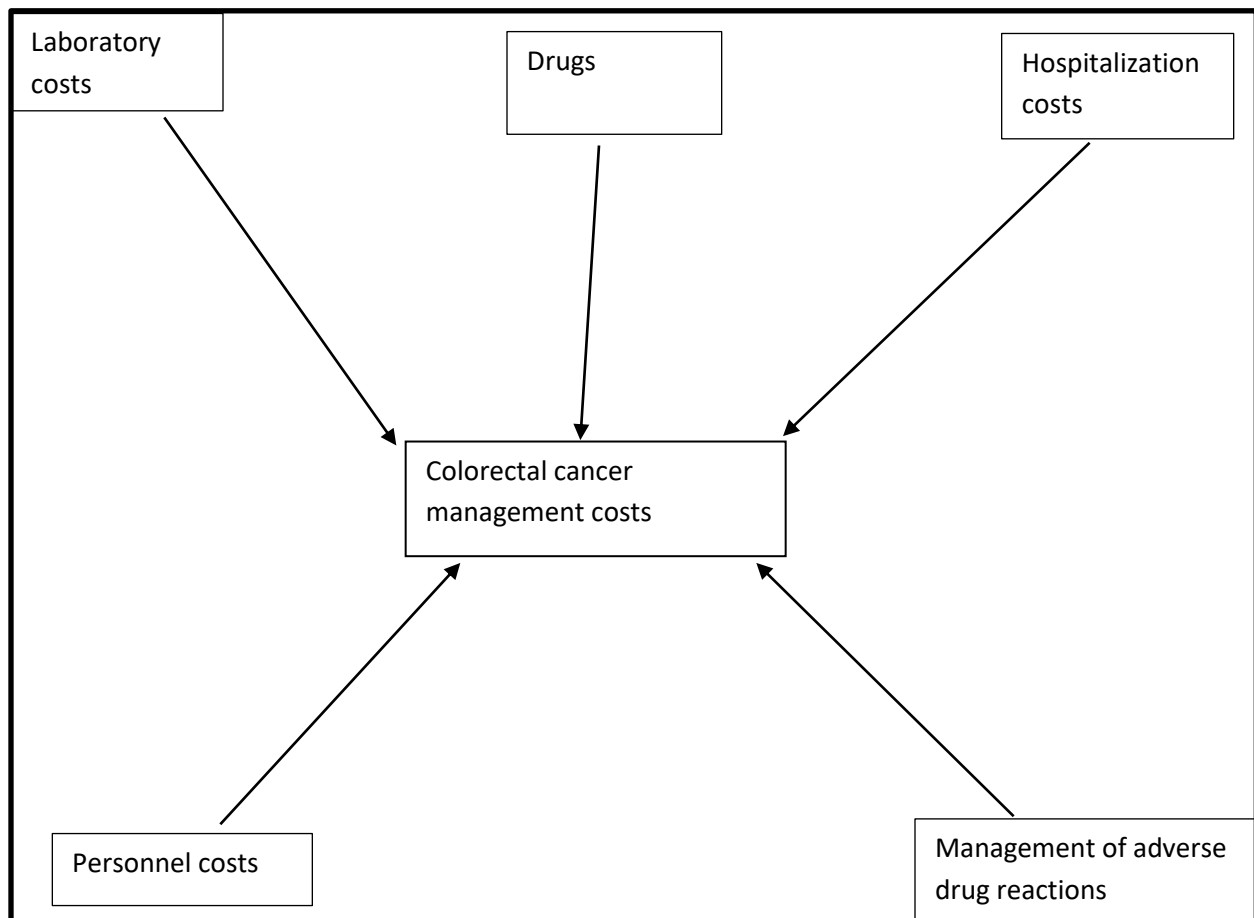 Laboratory
costs
Drugs
Hospitalization
costs
Colorectal cancer
management costs
Personnel costs
Management of adverse
drug reactions